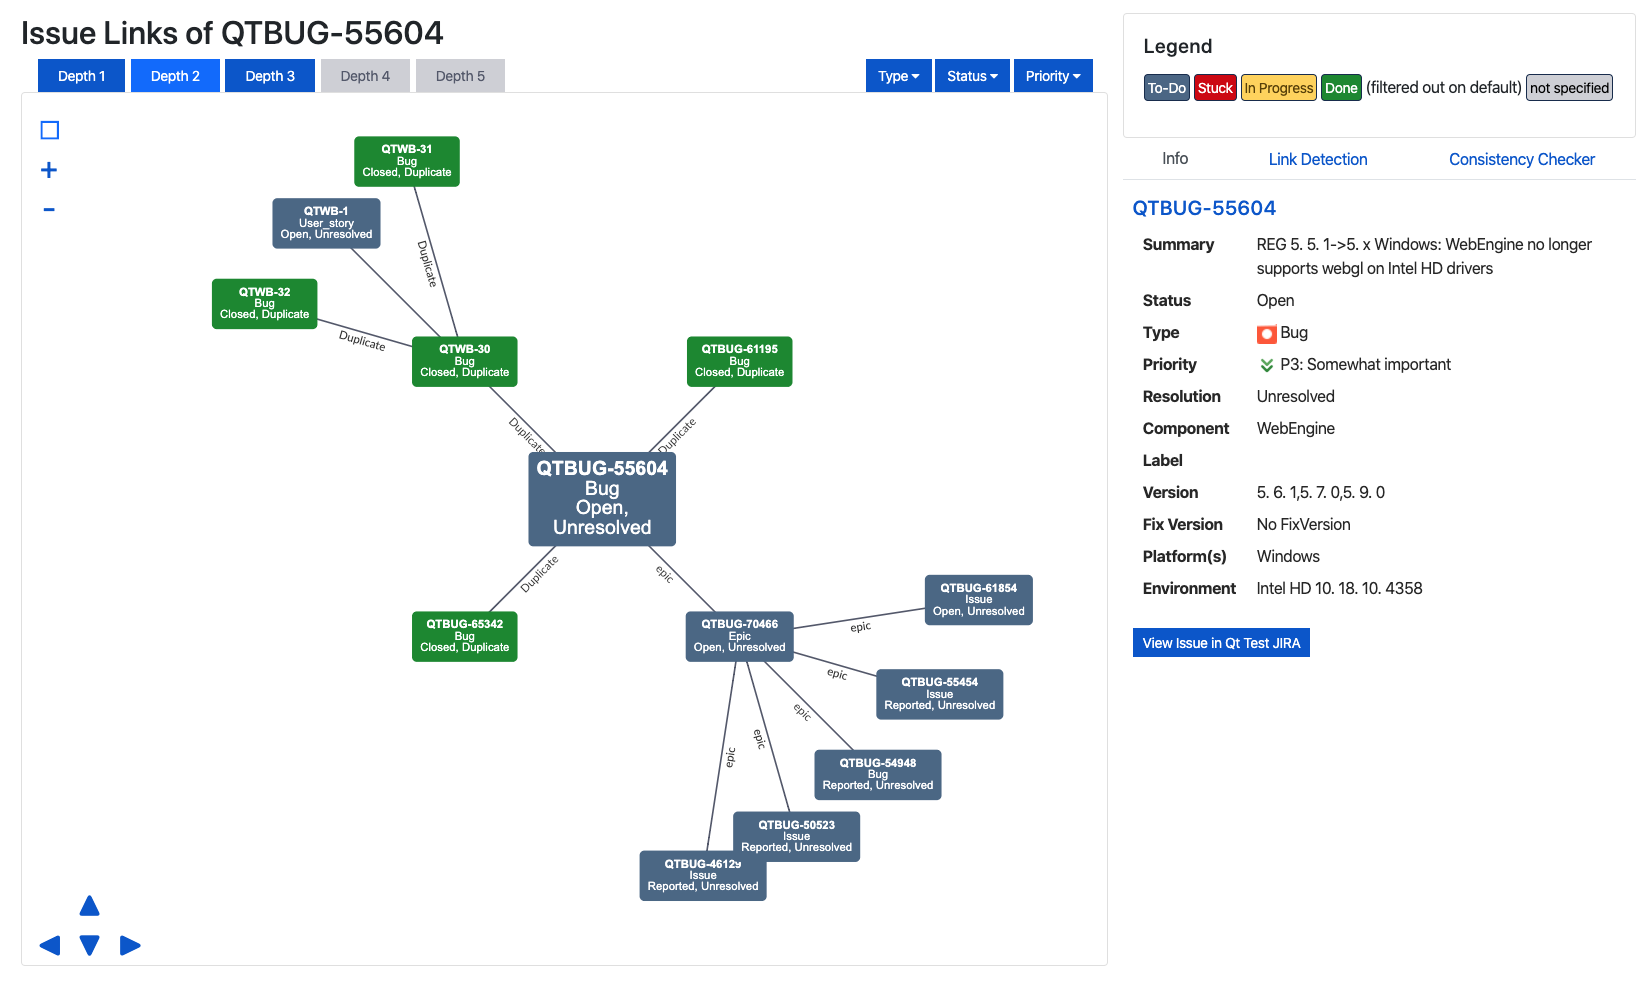 Issue Links of QTBUG-55604
Depth 1
Depth 2
Depth 3
Depth 4
Depth 5
Type
Status
Priority
QTWB-31
Bug
Closed, Duplicate
QTWB-1
User_story
Open, Unresolved
Duplicate
QTWB-32
Bug
Closed, Duplicate
Duplicate
QTWB-30
Bug
Closed, Duplicate
QTBUG-61195
Bug
Closed, Duplicate
Duplicate
Duplicate
QTBUG-55604
Bug
Open,
Unresolved
Duplicate
epic
QTBUG-65342
Bug
Closed, Duplicate
QTBUG-70466
Epic
Open, Unresolved
QTBUG-61854
Issue
Open, Unresolved
epic
epic
QTBUG-55454
Issue
Reported, Unresolved
epic
epic
epic
QTBUG-54948
Bug
Reported, Unresolved
QTBUG-50523
Issue
Reported, Unresolved
QTBUG-46129
Issue
Reported, Unresolved
Legend
To-Do Stuck In Progress Done (filtered out on default) not specified
Info
Link Detection
Consistency Checker
QTBUG-55604
Summary REG 5. 5. 1->5. x Windows: WebEngine no longer
supports webgl on Intel HD drivers
Status Open
Type Bug
Priority P3: Somewhat important
Resolution Unresolved
Component WebEngine
Label
Version 5. 6. 1,5. 7. 0,5. 9. 0
Fix Version No FixVersion
Platform(s) Windows
Environment Intel HD 10. 18. 10. 4358
View Issue in Qt Test JIRA